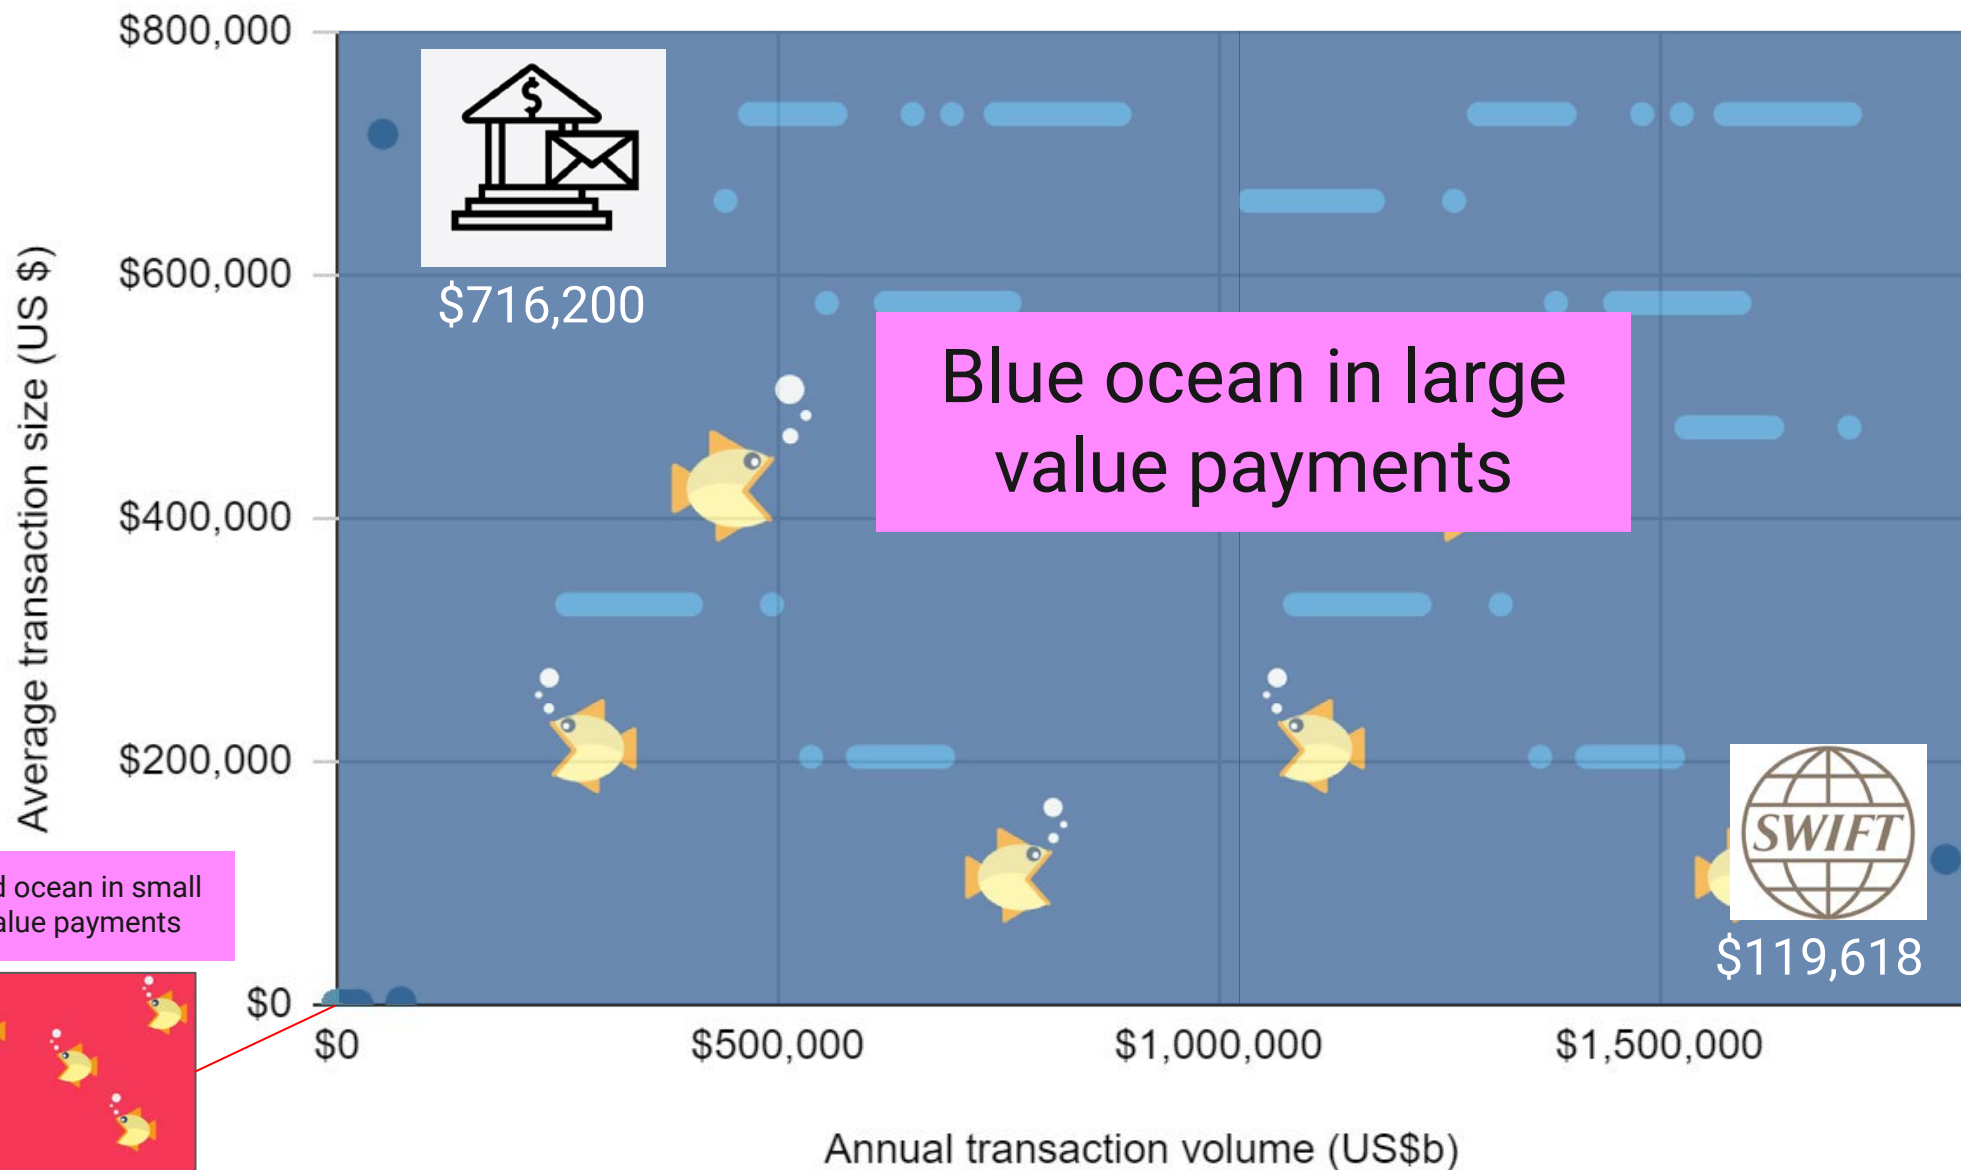 $800,000
$600,000
$400,000
$200,000
$0
Average transaction size (US $)
$
$716,200
Blue ocean in large
value payments
SWIFT
$119,618
ocean in small
payments
$0
$500,000
$1,000,000
$1,500,000
Annual transaction volume (US$b)